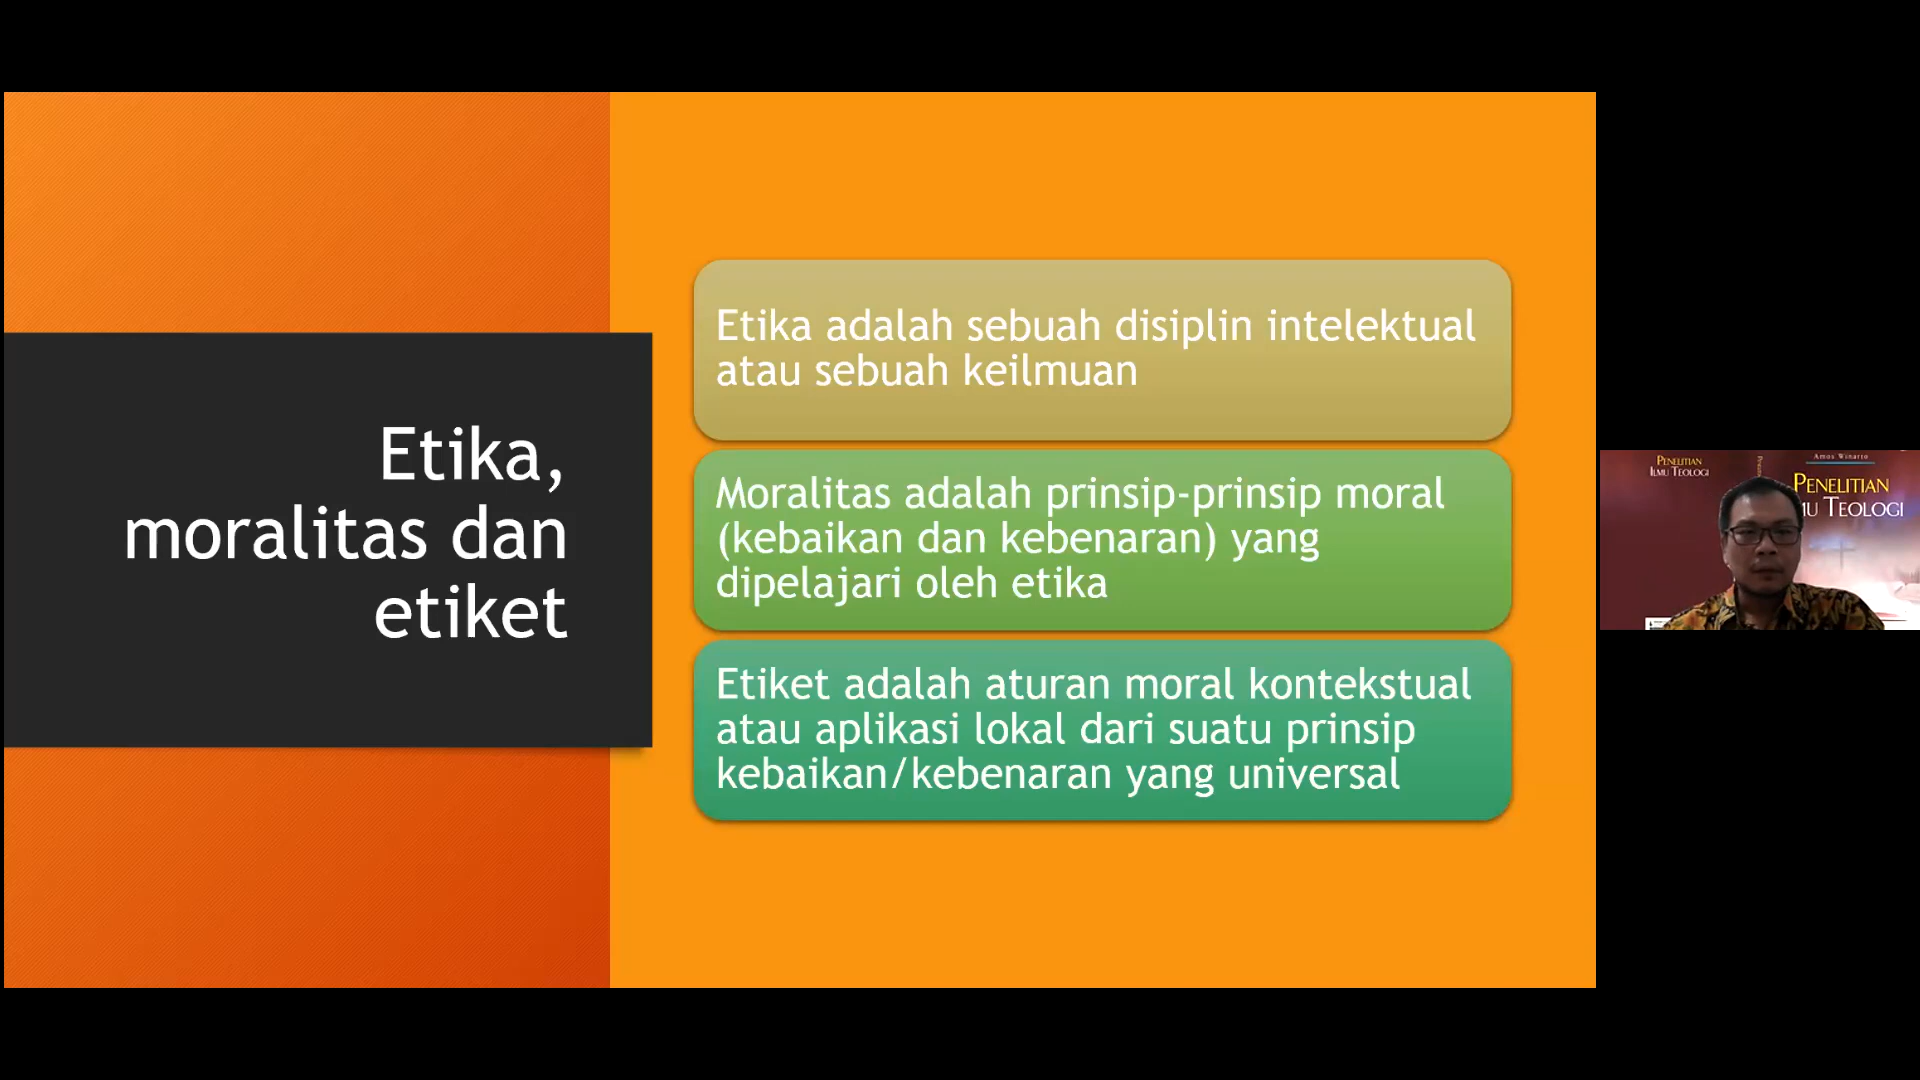 Etika,
moralitas dan
etiket
Etika adalah sebuah disiplin intelektual
atau sebuah keilmuan
Moralitas adalah prinsip-prinsip moral
(kebaikan dan kebenaran) yang
dipelajari oleh etika
Etiket adalah aturan moral kontekstual
atau aplikasi lokal dari suatu prinsip
kebaikan/kebenaran yang universal
PENELITIAN
ILMU TEOLOGI
Amos Winarto
PENELITIAN
MU TEOLOGI